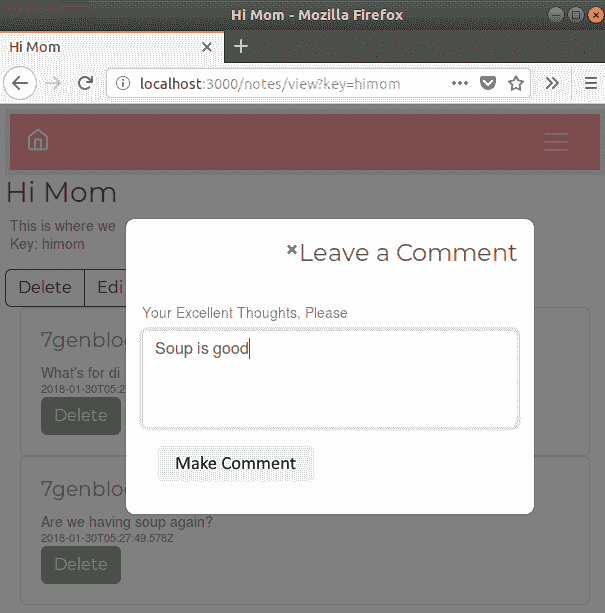 Hi Mom - Mozilla Firefox
Hi Mom
localhost:3000/notes/view?key=himom
Hi Mom
This is where we
Key: himom
Delete
7genblo
What's for di
2018-01-30T05:2
Delete
7genblo
Are we having soup again?
2018-01-30T05:27:49.578Z
Delete
Leave a Comment
Your Excellent Thoughts, Please
Soup is good
Make Comment